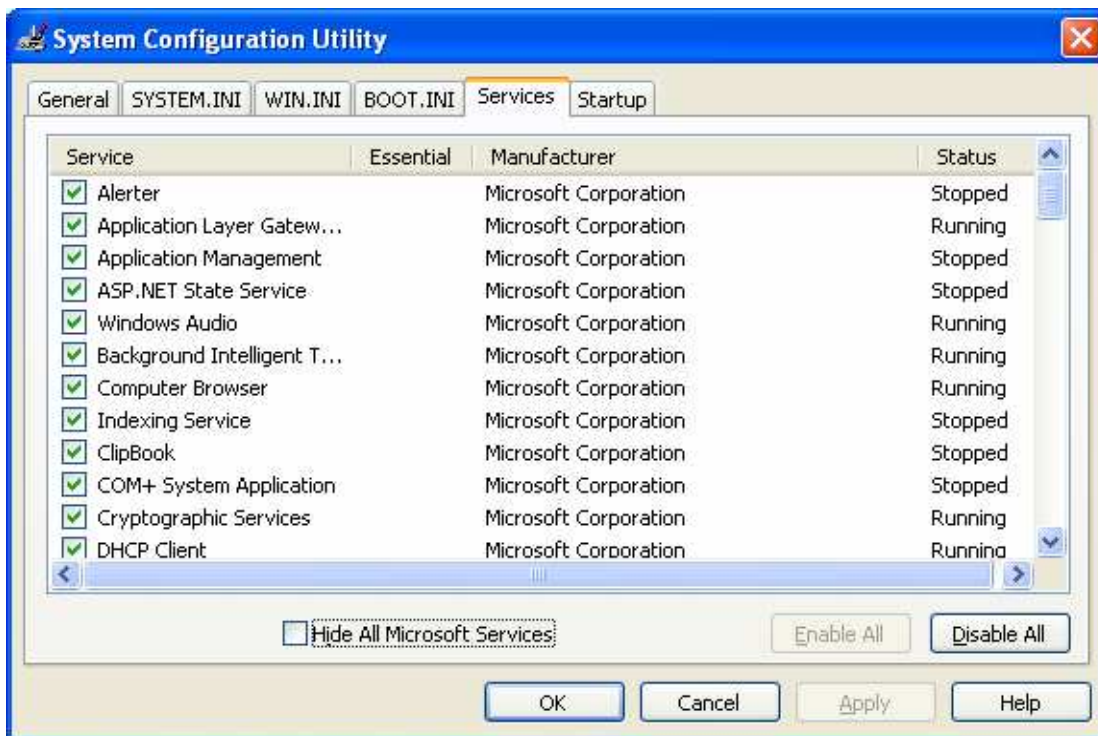 System Configuration Utility
General SYSTEM.INI WIN.INI BOOT.INI Services Startup
Service Essential Manufacturer Status
Alerter Microsoft Corporation Stopped
Application Layer Gatew... Microsoft Corporation Running
Application Management Microsoft Corporation Stopped
ASP.NET State Service Microsoft Corporation Stopped
Windows Audio Microsoft Corporation Running
Background Intelligent T... Microsoft Corporation Running
Computer Browser Microsoft Corporation Running
Indexing Service Microsoft Corporation Stopped
ClipBook Microsoft Corporation Stopped
COM+ System Application Microsoft Corporation Stopped
Cryptographic Services Microsoft Corporation Running
DHCP Client Microsoft Corporation Running
Hide All Microsoft Services Enable All Disable All
OK Cancel Apply Help